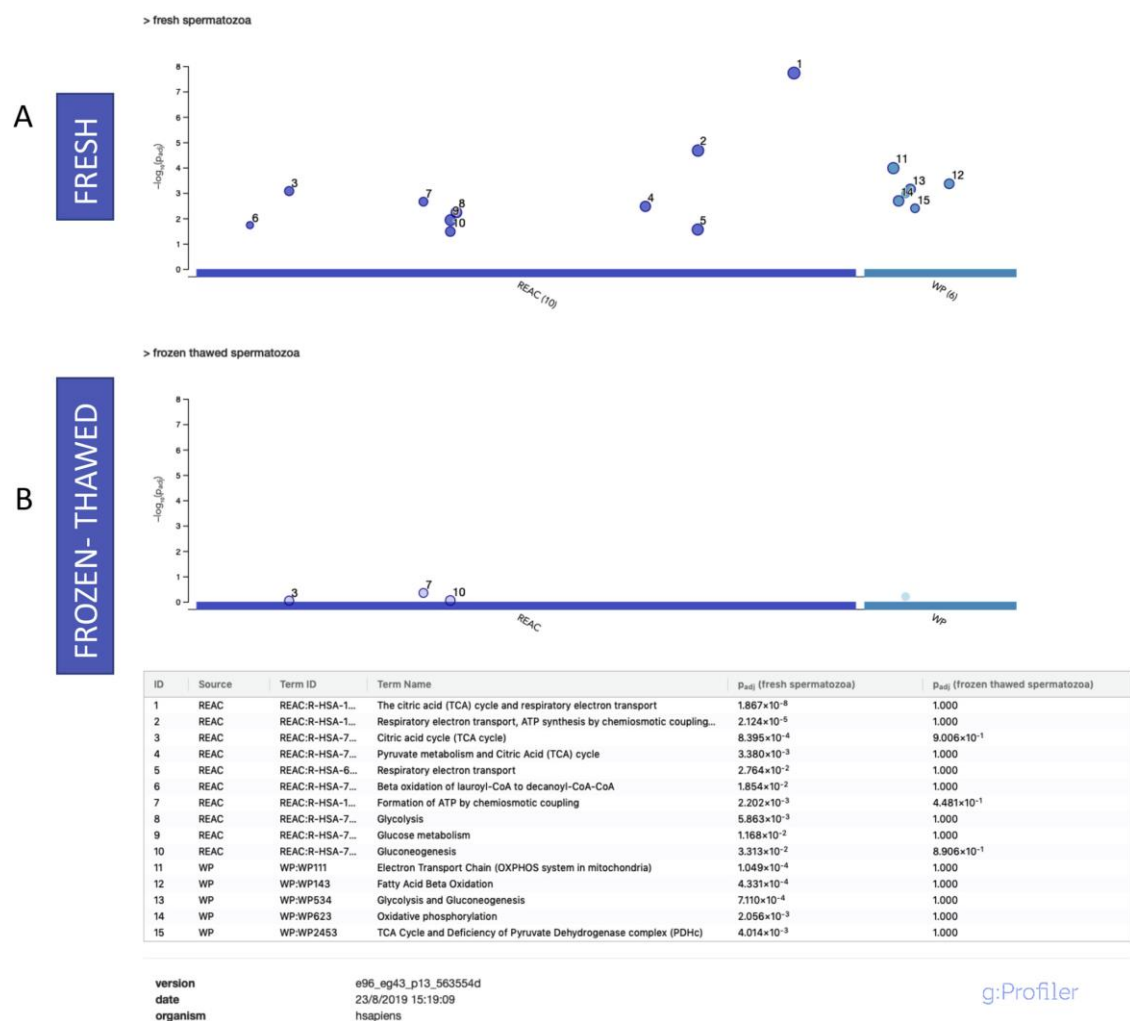 > fresh spermatozoa
A
FRESH
8
7
6
5
4
3
2
1
0
−log₁₀(padj)
1
2
3
4
5
6
7
8
9
10
11
12
13
14
15
REAC (10)
WP (6)
> frozen thawed spermatozoa
B
FROZEN- THAWED
8
7
6
5
4
3
2
1
0
−log₁₀(padj)
3
7
10
REAC
WP
ID Source Term ID Term Name padj (fresh spermatozoa) padj (frozen thawed spermatozoa)
1 REAC REAC:R-HSA-1... The citric acid (TCA) cycle and respiratory electron transport 1.867×10⁻⁸ 1.000
2 REAC REAC:R-HSA-1... Respiratory electron transport, ATP synthesis by chemiosmotic coupling... 2.124×10⁻⁵ 1.000
3 REAC REAC:R-HSA-7... Citric acid cycle (TCA cycle) 8.395×10⁻⁴ 9.006×10⁻¹
4 REAC REAC:R-HSA-7... Pyruvate metabolism and Citric Acid (TCA) cycle 3.380×10⁻³ 1.000
5 REAC REAC:R-HSA-6... Respiratory electron transport 2.764×10⁻² 1.000
6 REAC REAC:R-HSA-7... Beta oxidation of lauroyl-CoA to decanoyl-CoA-CoA 1.854×10⁻² 1.000
7 REAC REAC:R-HSA-1... Formation of ATP by chemiosmotic coupling 2.202×10⁻³ 4.481×10⁻¹
8 REAC REAC:R-HSA-7... Glycolysis 5.863×10⁻³ 1.000
9 REAC REAC:R-HSA-7... Glucose metabolism 1.168×10⁻² 1.000
10 REAC REAC:R-HSA-7... Gluconeogenesis 3.313×10⁻² 8.906×10⁻¹
11 WP WP:WP111 Electron Transport Chain (OXPHOS system in mitochondria) 1.049×10⁻⁴ 1.000
12 WP WP:WP143 Fatty Acid Beta Oxidation 4.331×10⁻⁴ 1.000
13 WP WP:WP534 Glycolysis and Gluconeogenesis 7.110×10⁻⁴ 1.000
14 WP WP:WP623 Oxidative phosphorylation 2.056×10⁻³ 1.000
15 WP WP:WP2453 TCA Cycle and Deficiency of Pyruvate Dehydrogenase complex (PDHc) 4.014×10⁻³ 1.000
version e96_eg43_p13_563554d
date 23/8/2019 15:19:09
organism hsapiens
g:Profiler